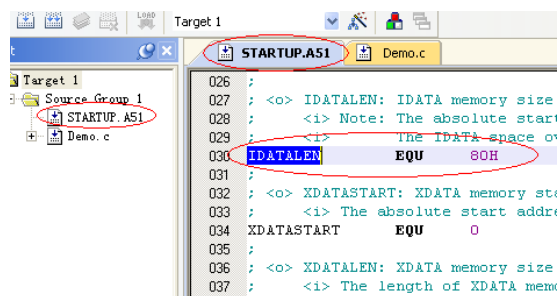 LOAD
Target 1
t
STARTUP.A51
Demo.c
Target 1
Source Group 1
STARTUP.A51
Demo.c
026 ;
027 ; <o> IDATALEN: IDATA memory size
028 ; <i> Note: The absolute start
029 ; <i> The IDATA space ov
030 IDATALEN EQU 80H
031 ;
032 ; <o> XDATASTART: XDATA memory sta
033 ; <i> The absolute start addre
034 XDATASTART EQU 0
035 ;
036 ; <o> XDATALEN: XDATA memory size
037 ; <i> The length of XDATA memo